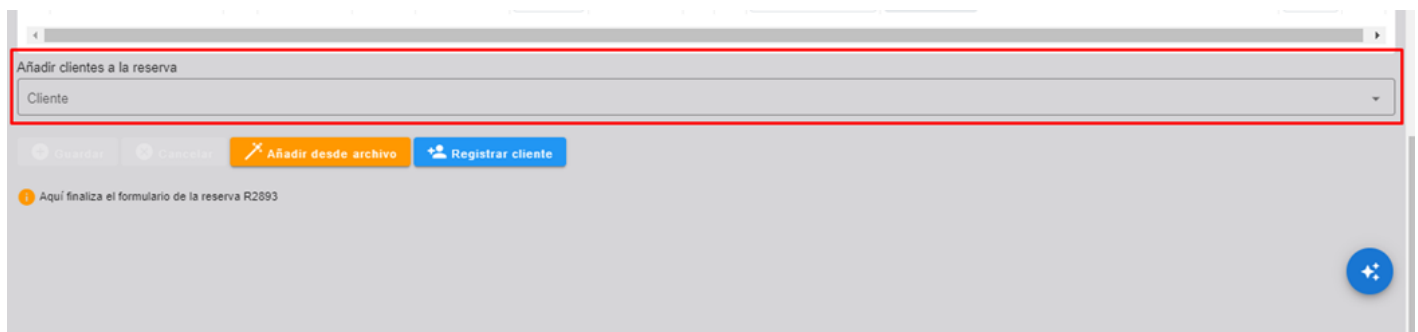 Añadir clientes a la reserva
Cliente
Guardar Cancelar Añadir desde archivo Registrar cliente
Aquí finaliza el formulario de la reserva R2893